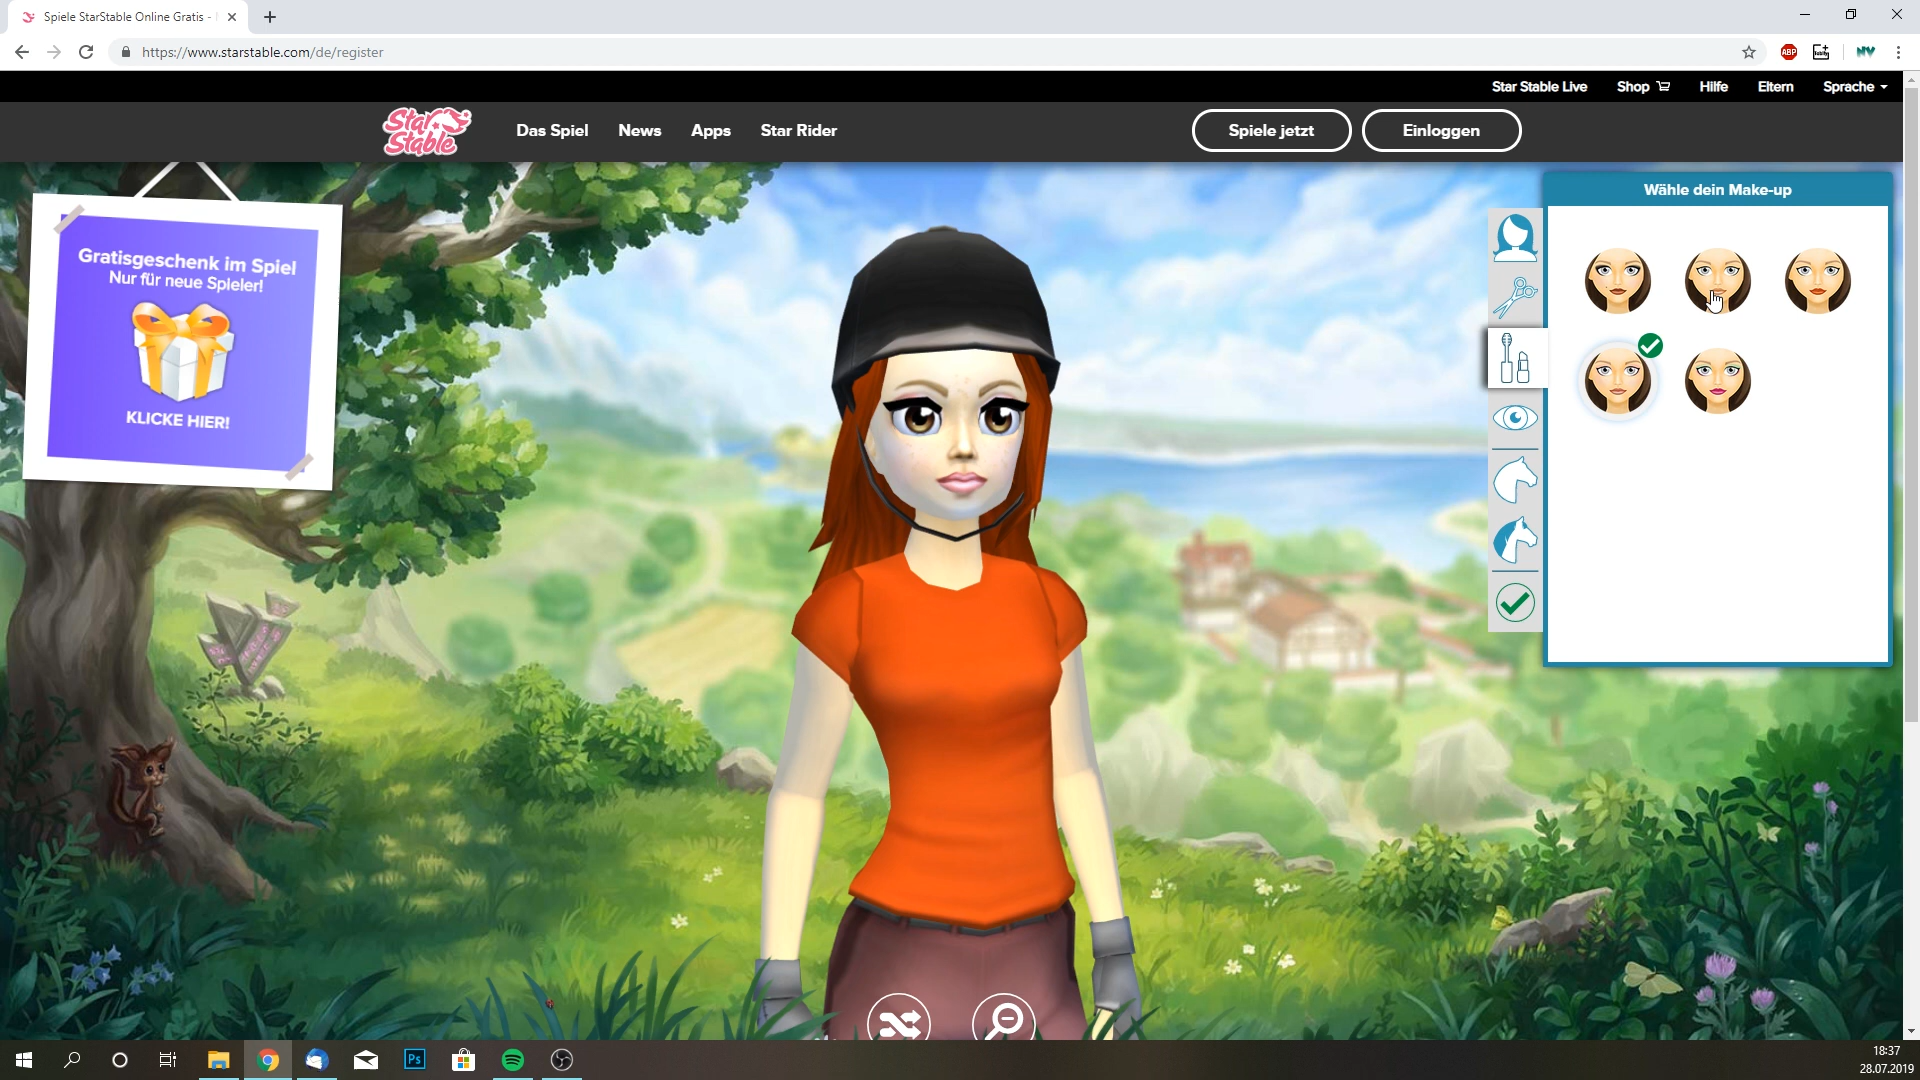 Spiele StarStable Online Gratis -
https://www.starstable.com/de/register
ABP
Star Stable Live
Shop
Hilfe
Eltern
Sprache
Star
Stable
Das Spiel
News
Apps
Star Rider
Spiele jetzt
Einloggen
Gratisgeschenk im Spiel
Nur für neue Spieler!
KLICKE HIER!
Wähle dein Make-up
Ps
18:37
28.07.2019